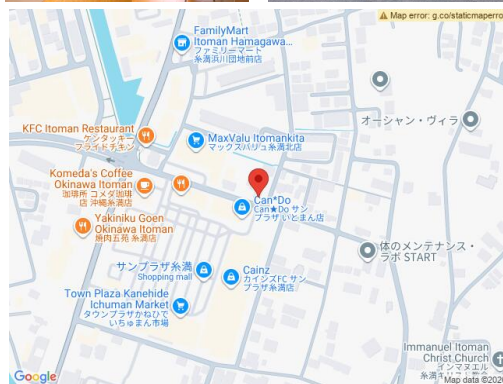 Map error: g.co/staticmaperro
FamilyMart
Itoman Hamagawa...
ファミリーマート
糸満浜川団地前店
オーシャン・ヴィラ
KFC Itoman Restaurant
ケンタッキー
フライドチキン
MaxValu Itomankita
マックスバリュ糸満北店
Komeda's Coffee
Okinawa Itoman
珈琲所 コメダ珈琲
店 沖縄糸満店
Can*Do
Can★Do サン
プラザ いとまん店
Yakiniku Goen
Okinawa Itoman
焼肉五苑 糸満店
体のメンテナンス・
ラボ START
サンプラザ糸満
Shopping mall
Cainz
カインズFC サン
プラザ糸満店
Town Plaza Kanehide
Ichuman Market
タウンプラザかねひで
いちゅまん市場
Immanuel Itoman
Christ Church
インマヌエル
Google
Map data ©202